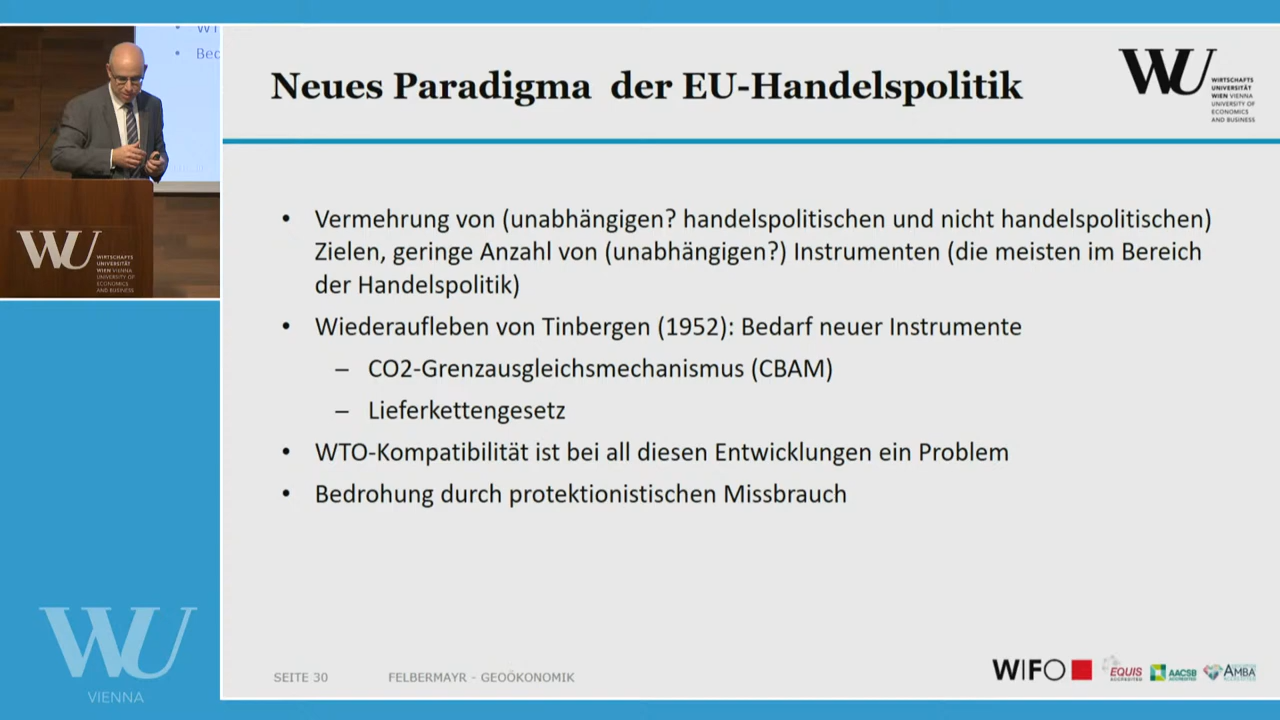 Neues Paradigma der EU-Handelspolitik
WU
WIRTSCHAFTS
UNIVERSITÄT
WIEN VIENNA
UNIVERSITY OF
ECONOMICS
AND BUSINESS
• Vermehrung von (unabhängigen? handelspolitischen und nicht handelspolitischen)
Zielen, geringe Anzahl von (unabhängigen?) Instrumenten (die meisten im Bereich
der Handelspolitik)
• Wiederaufleben von Tinbergen (1952): Bedarf neuer Instrumente
– CO2-Grenzausgleichsmechanismus (CBAM)
– Lieferkettengesetz
• WTO-Kompatibilität ist bei all diesen Entwicklungen ein Problem
• Bedrohung durch protektionistischen Missbrauch
SEITE 30 FELBERMAYR - GEOÖKONOMIK
WIFO
EQUIS
ACCREDITED
AACSB
ACCREDITED
AMBA
ACCREDITED
• Bed
WU
WIRTSCHAFTS
UNIVERSITÄT
WIEN VIENNA
UNIVERSITY OF
ECONOMICS
AND BUSINESS
WU
VIENNA